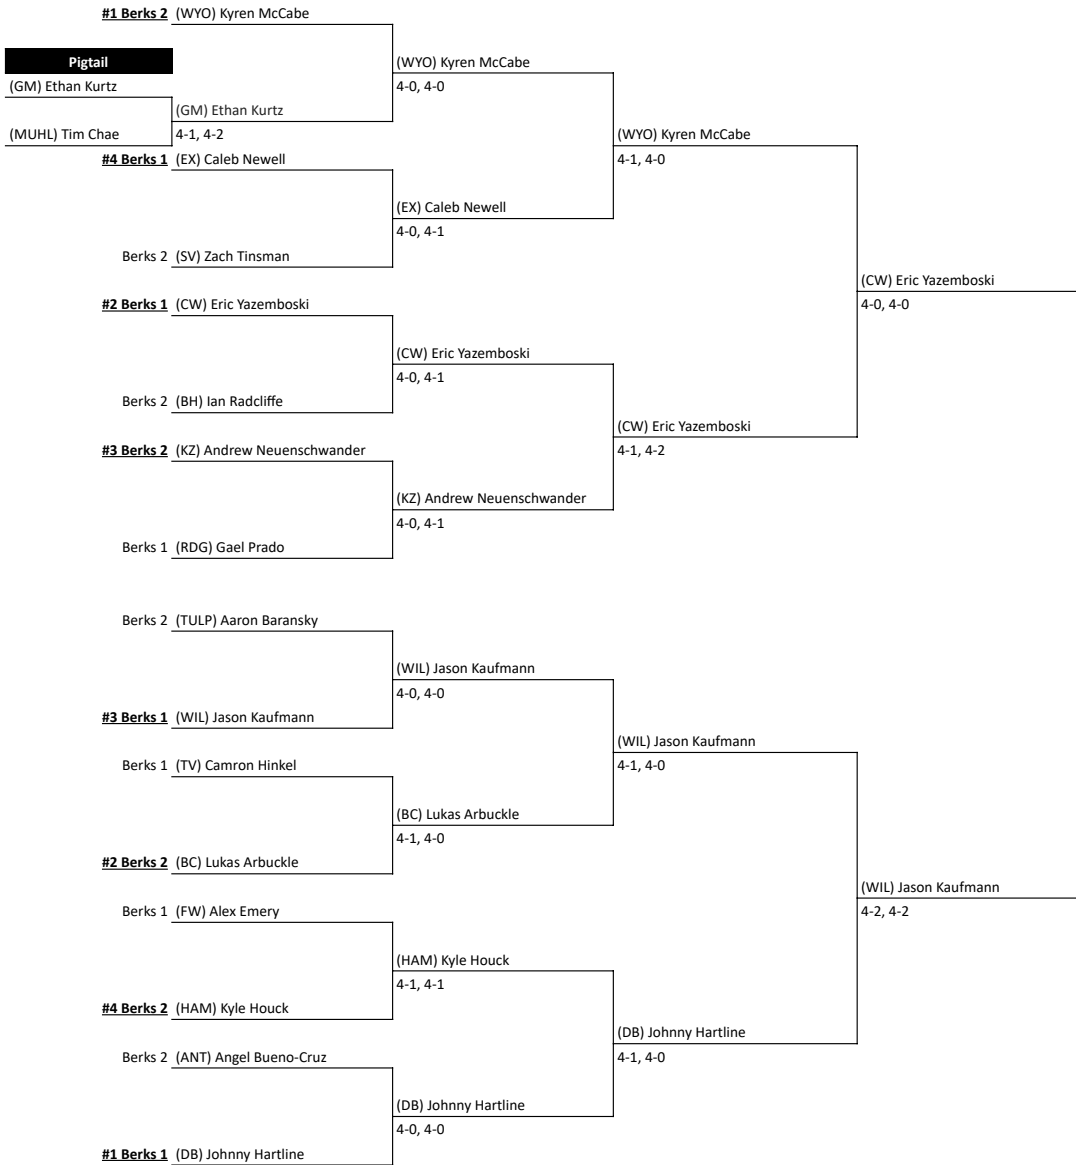 #1 Berks 2 (WYO) Kyren McCabe
Pigtail
(WYO) Kyren McCabe
(GM) Ethan Kurtz
4-0, 4-0
(GM) Ethan Kurtz
(MUHL) Tim Chae
4-1, 4-2
(WYO) Kyren McCabe
#4 Berks 1 (EX) Caleb Newell
4-1, 4-0
(EX) Caleb Newell
4-0, 4-1
Berks 2 (SV) Zach Tinsman
(CW) Eric Yazemboski
#2 Berks 1 (CW) Eric Yazemboski
4-0, 4-0
(CW) Eric Yazemboski
4-0, 4-1
Berks 2 (BH) Ian Radcliffe
(CW) Eric Yazemboski
#3 Berks 2 (KZ) Andrew Neuenschwander
4-1, 4-2
(KZ) Andrew Neuenschwander
4-0, 4-1
Berks 1 (RDG) Gael Prado
Berks 2 (TULP) Aaron Baransky
(WIL) Jason Kaufmann
4-0, 4-0
#3 Berks 1 (WIL) Jason Kaufmann
(WIL) Jason Kaufmann
Berks 1 (TV) Camron Hinkel
4-1, 4-0
(BC) Lukas Arbuckle
4-1, 4-0
#2 Berks 2 (BC) Lukas Arbuckle
(WIL) Jason Kaufmann
Berks 1 (FW) Alex Emery
4-2, 4-2
(HAM) Kyle Houck
4-1, 4-1
#4 Berks 2 (HAM) Kyle Houck
(DB) Johnny Hartline
Berks 2 (ANT) Angel Bueno-Cruz
4-1, 4-0
(DB) Johnny Hartline
4-0, 4-0
#1 Berks 1 (DB) Johnny Hartline